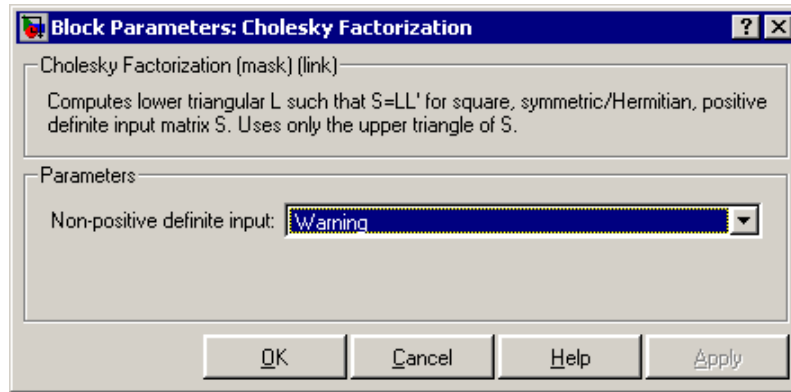 Block Parameters: Cholesky Factorization
Cholesky Factorization (mask) (link)
Computes lower triangular L such that S=LL' for square, symmetric/Hermitian, positive
definite input matrix S. Uses only the upper triangle of S.
Parameters
Non-positive definite input: Warning
OK Cancel Help Apply